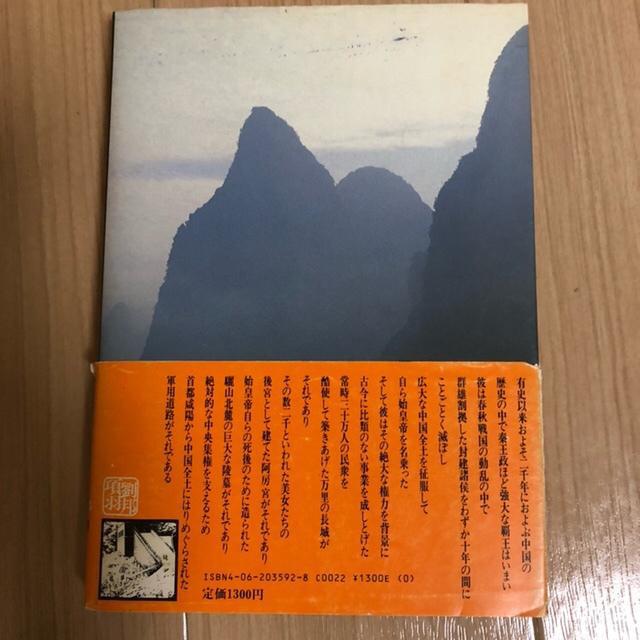 有史以来およそ二千年におよぶ中国の
歴史の中で秦王政ほど強大な覇王はいまい
彼は春秋戦国の動乱の中で
群雄割拠した封建諸侯をわずか十年の間に
ことごとく滅ぼし
広大な中国全土を征服して
自ら始皇帝を名乗った
そして彼はその絶大な権力を背景に
古今に比類のない事業を成しとげた
常時三十万人の民衆を
酷使して築きあげた万里の長城が
それであり
その数二千といわれた美女たちの
後宮として建てた阿房宮がそれであり
始皇帝自らの死後のために造られた
驪山北麓の巨大な陵墓がそれであり
絶対的な中央集権を支えるため
首都咸陽から中国全土にはりめぐらされた
軍用道路がそれである
劉邦
項羽
ISBN4-06-203592-8 C0022 ¥1300E (0)
定価1300円